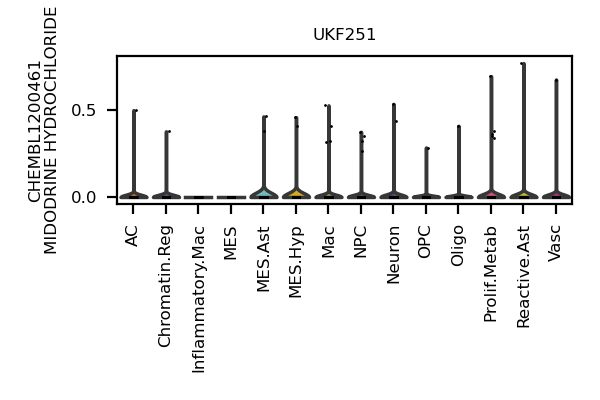 UKF251
CHEMBL1200461
MIDODRINE HYDROCHLORIDE
0.5
0.0
AC
Chromatin.Reg
Inflammatory.Mac
MES
MES.Ast
MES.Hyp
Mac
NPC
Neuron
OPC
Oligo
Prolif.Metab
Reactive.Ast
Vasc